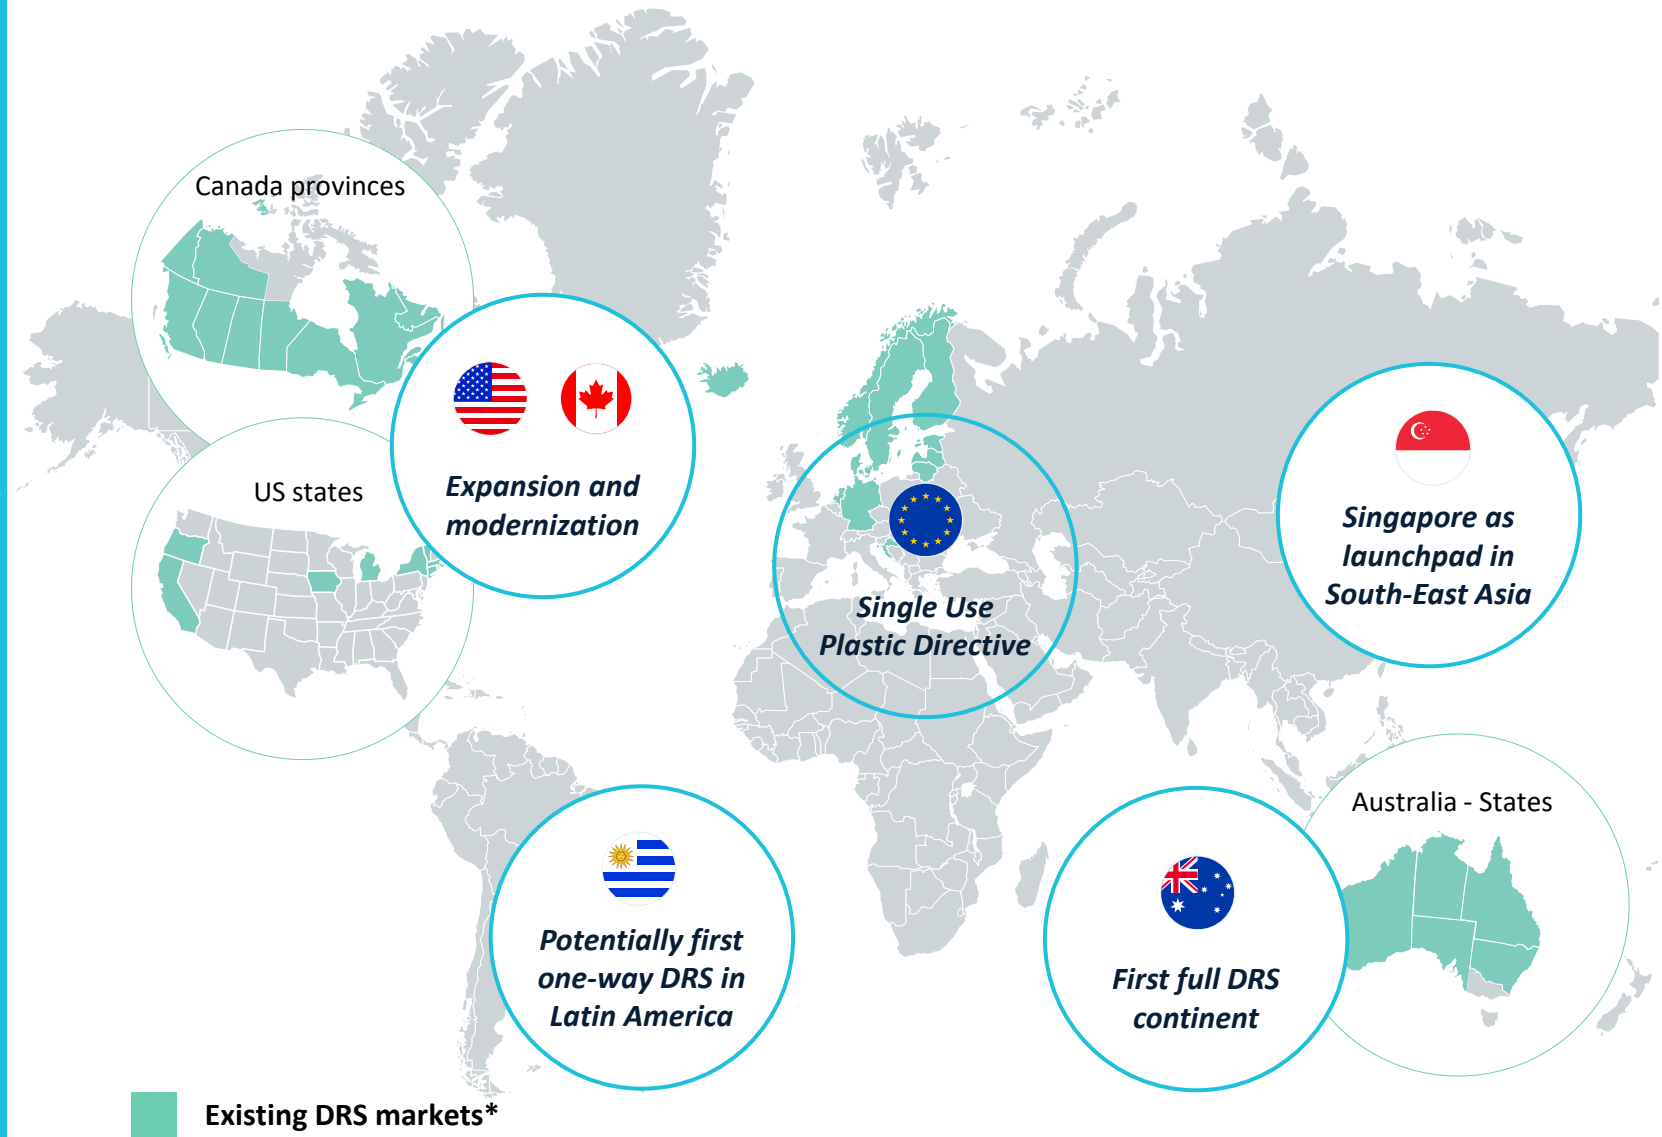 Canada provinces
US states
Expansion and
modernization
Single Use
Plastic Directive
Singapore as
launchpad in
South-East Asia
Potentially first
one-way DRS in
Latin America
First full DRS
continent
Australia - States
Existing DRS markets*